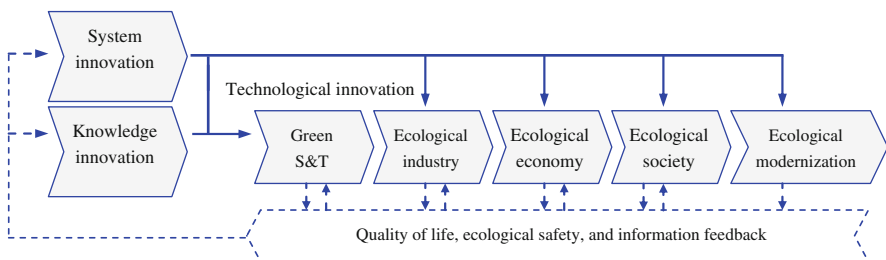 System
innovation
Technological innovation
Knowledge
innovation
Green
S&T
Ecological
industry
Ecological
economy
Ecological
society
Ecological
modernization
Quality of life, ecological safety, and information feedback